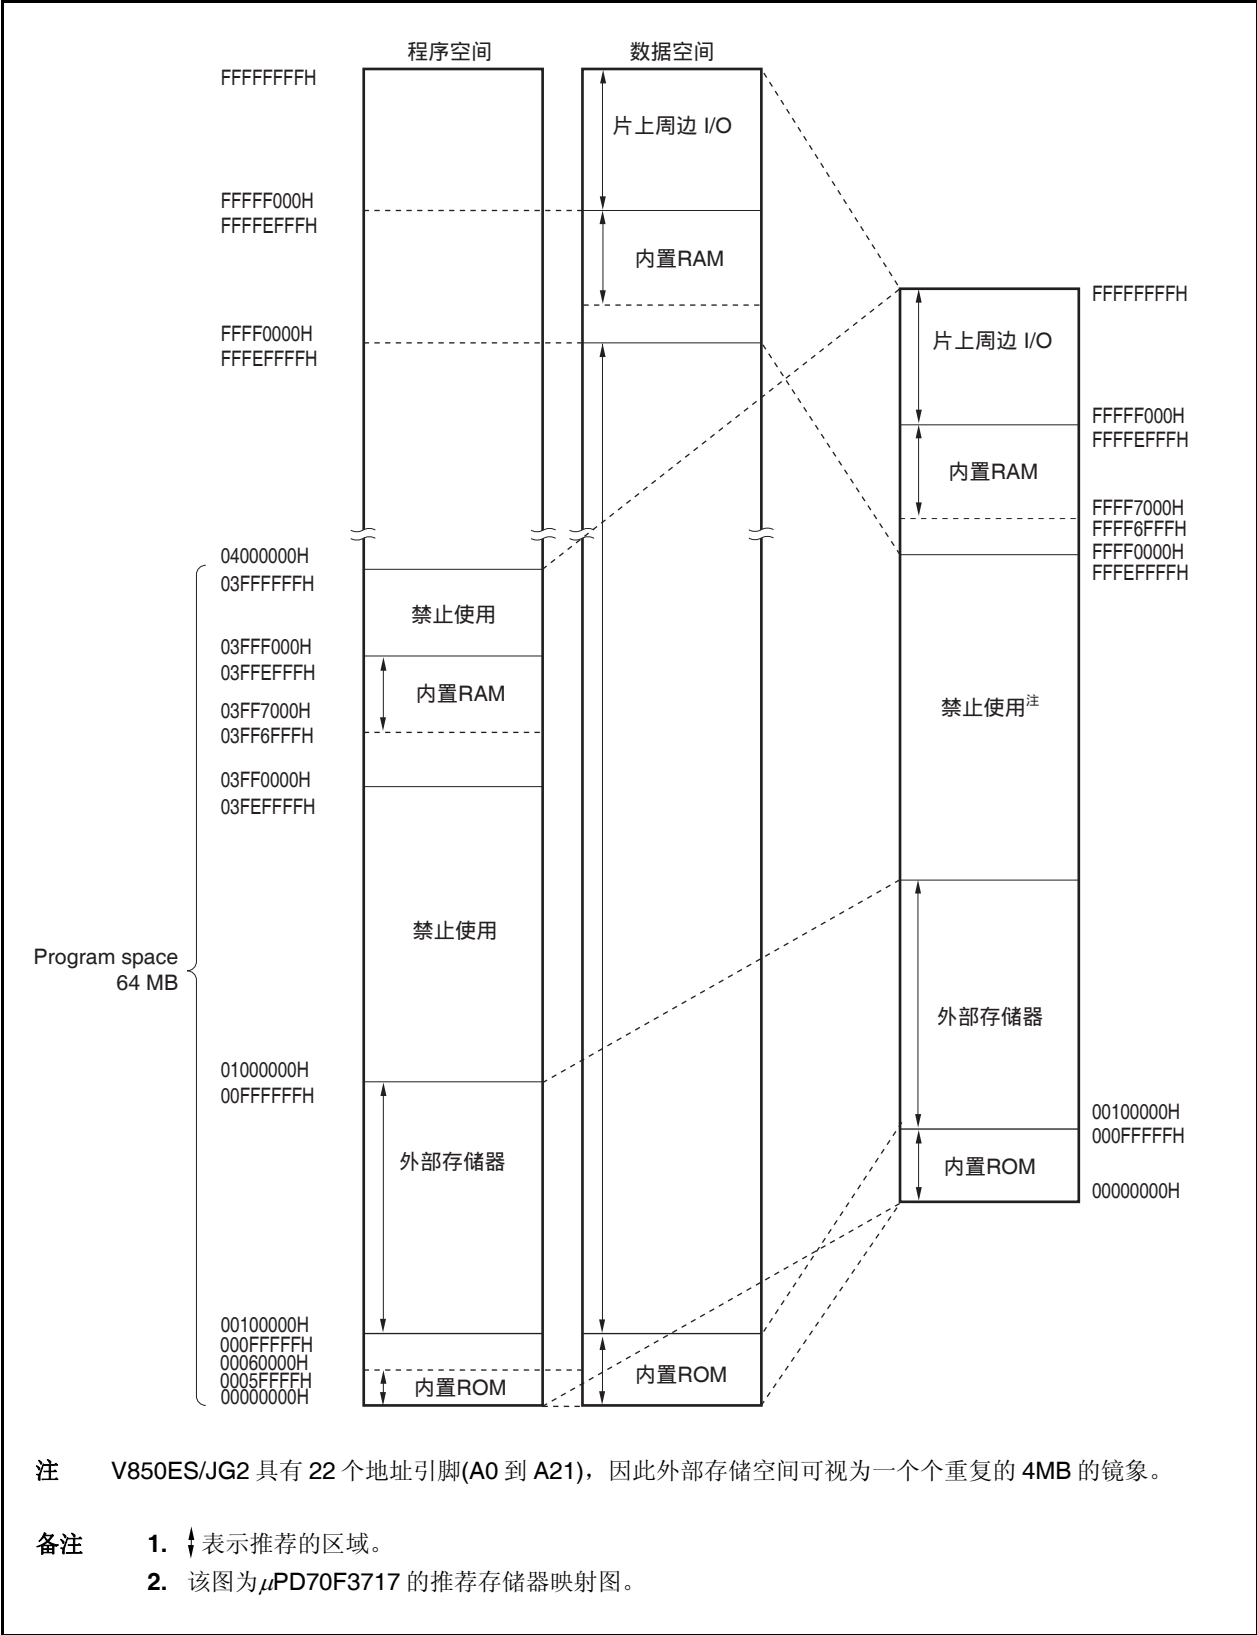 程序空间
数据空间
FFFFFFFFH
片上周边 I/O
FFFFF000H
FFFFEFFFH
内置RAM
FFFF0000H
FFFEFFFFH
04000000H
03FFFFFFH
禁止使用
03FFF000H
03FFEFFFH
内置RAM
03FF7000H
03FF6FFFH
03FF0000H
03FEFFFFH
禁止使用
Program space
64 MB
01000000H
00FFFFFFH
外部存储器
00100000H
000FFFFFH
00060000H
0005FFFFH
00000000H
内置ROM
内置ROM
FFFFFFFFH
片上周边 I/O
FFFFF000H
FFFFEFFFH
内置RAM
FFFF7000H
FFFF6FFFH
FFFF0000H
FFFEFFFFH
禁止使用注
外部存储器
00100000H
000FFFFFH
内置ROM
00000000H
注 V850ES/JG2 具有 22 个地址引脚(A0 到 A21)，因此外部存储空间可视为一个个重复的 4MB 的镜象。
备注 1. 表示推荐的区域。
2. 该图为μPD70F3717 的推荐存储器映射图。